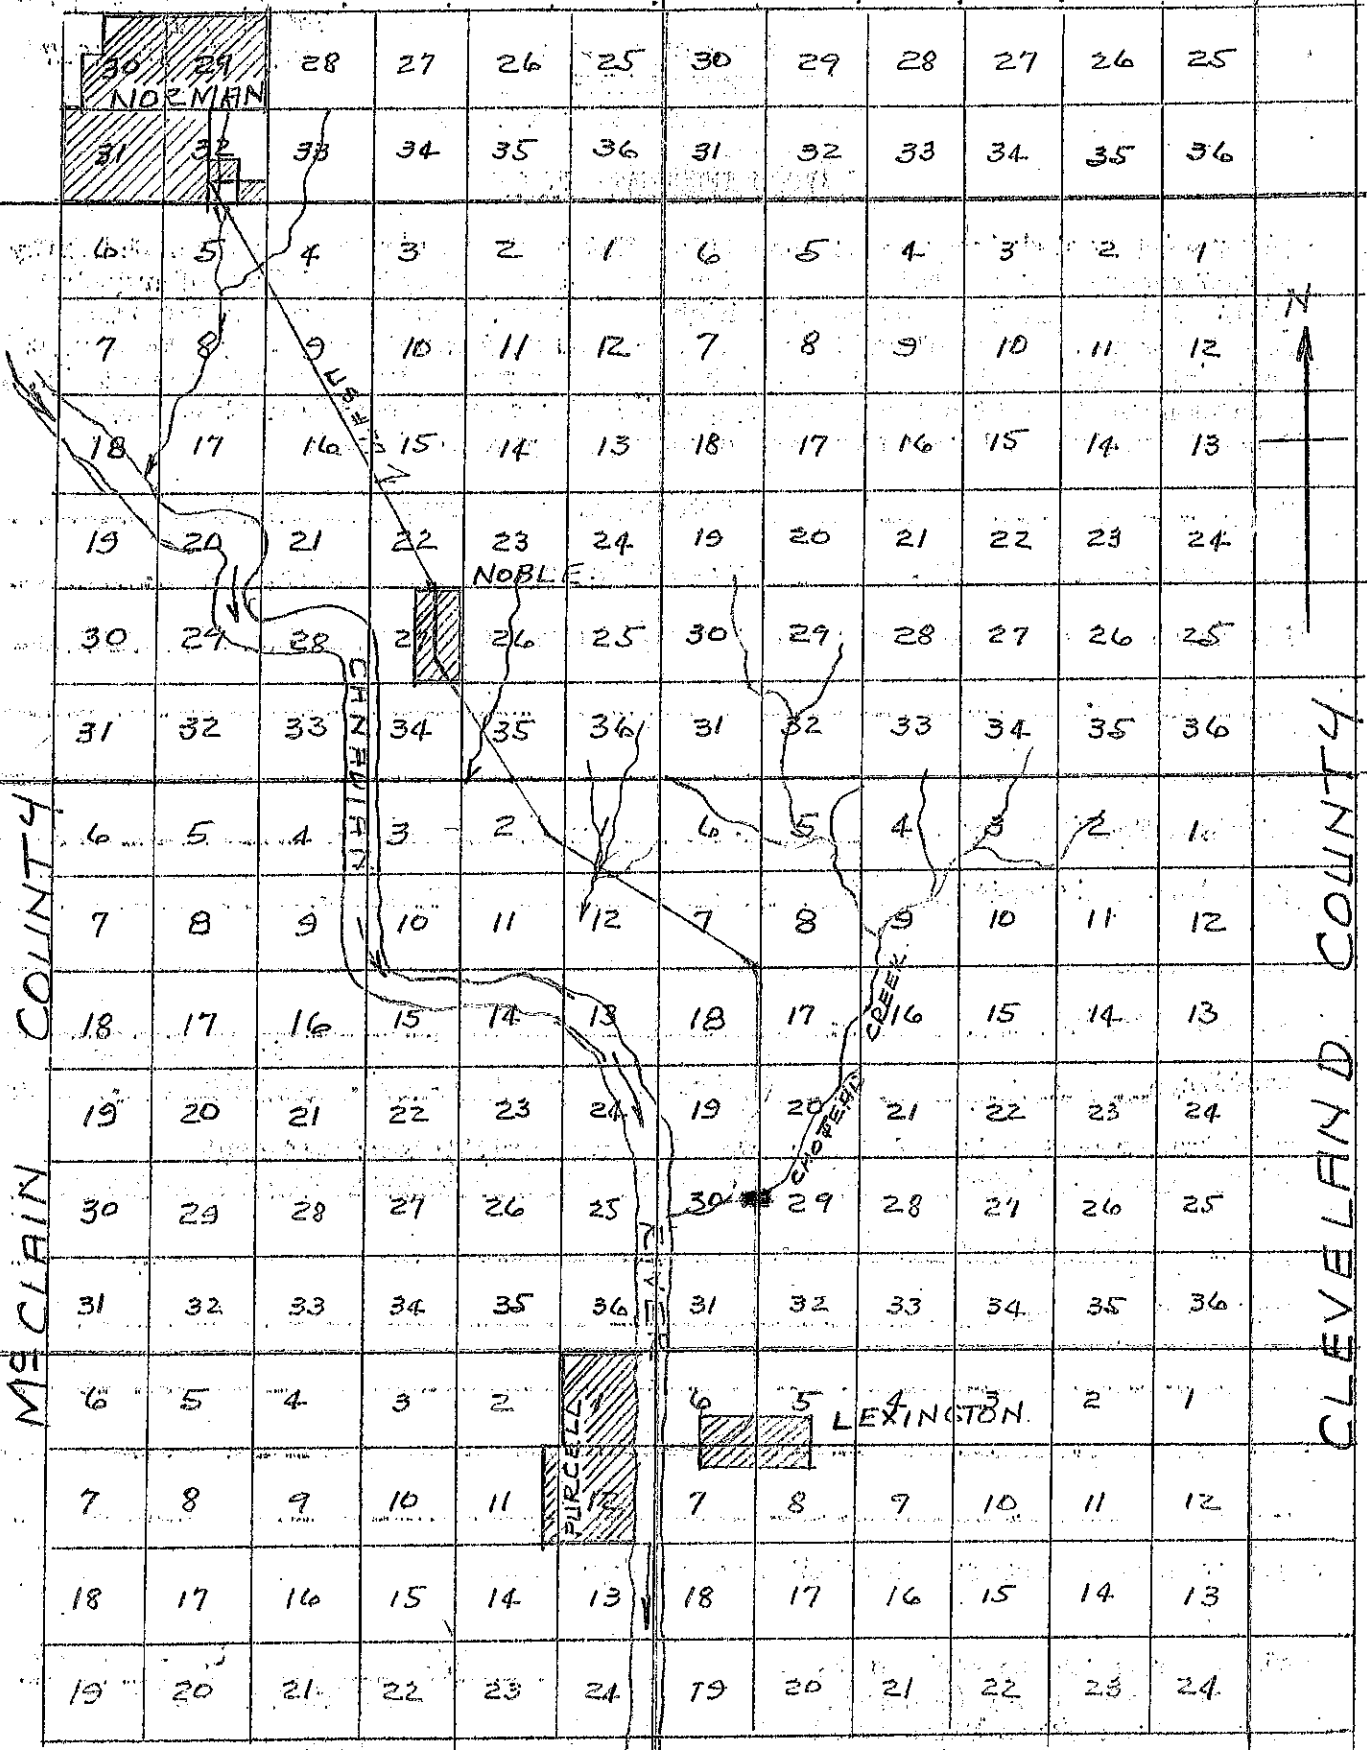 30 29 28 27 26 25 30 29 28 27 26 25
NORMAN
31 32 33 34 35 36 31 32 33 34 35 36
6 5 4 3 2 1 6 5 4 3 2 1
N
7 8 9 10 11 12 7 8 9 10 11 12
18 17 16 15 14 13 18 17 16 15 14 13
19 20 21 22 23 24 19 20 21 22 23 24
NOBLE
30 29 28 27 26 25 30 29 28 27 26 25
31 32 33 34 35 36 31 32 33 34 35 36
CANADIAN
6 5 4 3 2 6 5 4 3 2 1
7 8 9 10 11 12 7 8 9 10 11 12
18 17 16 15 14 13 18 17 16 15 14 13
CREEK
19 20 21 22 23 24 19 20 21 22 23 24
30 29 28 27 26 25 30 29 28 27 26 25
RIVER
31 32 33 34 35 36 31 32 33 34 35 36
6 5 4 3 2 1 6 5 4 3 2 1
LEXINGTON
PURCELL
7 8 9 10 11 12 7 8 9 10 11 12
18 17 16 15 14 13 18 17 16 15 14 13
19 20 21 22 23 24 19 20 21 22 23 24
McCLAIN COUNTY
CLEVELAND COUNTY